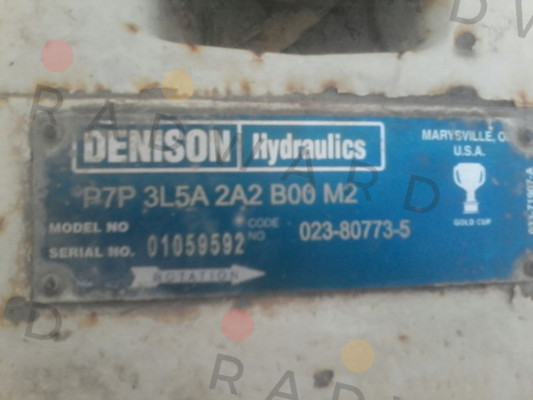 DENISON Hydraulics
MARYSVILLE, O
U.S.A.
P7P 3L5A 2A2 B00 M2
MODEL NO
CODE NO 023-80773-5
SERIAL NO. 01059592
GOLD CUP
ROTATION
RADWARD